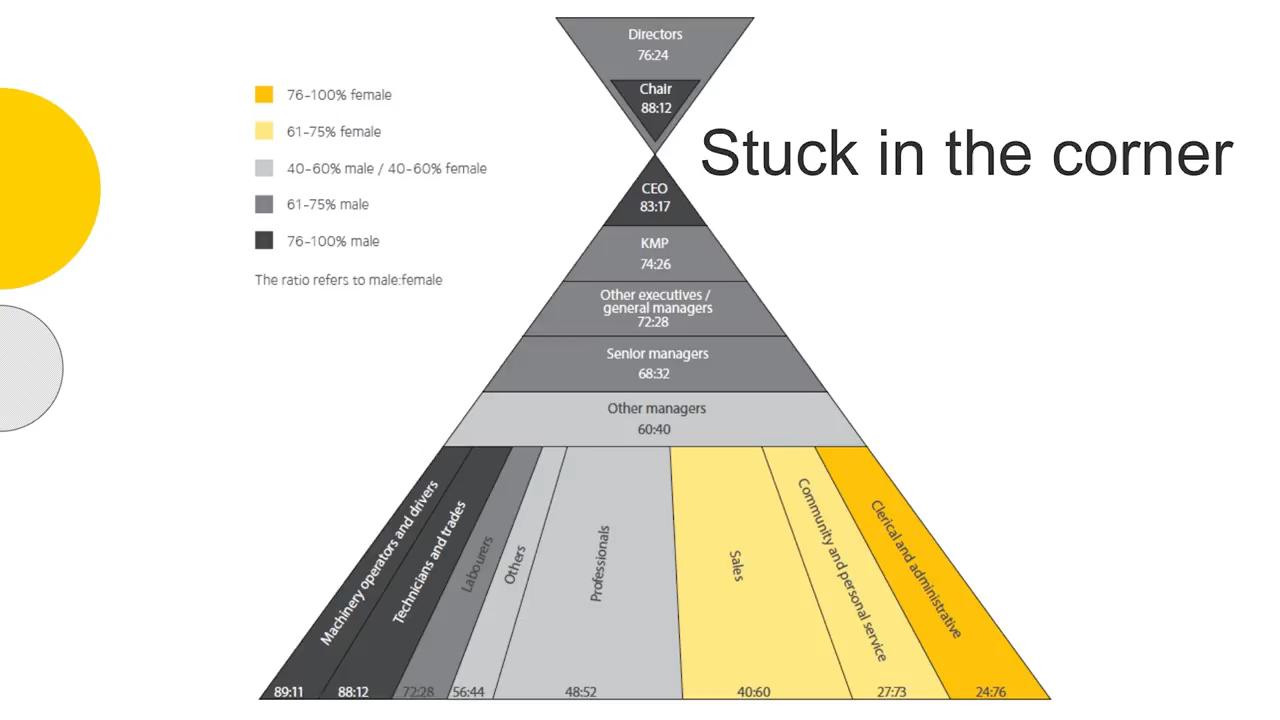 Directors
76:24
Chair
88:12
76-100% female
61-75% female
40-60% male / 40-60% female
61-75% male
76-100% male
The ratio refers to male:female
Stuck in the corner
CEO
83:17
KMP
74:26
Other executives /
general managers
72:28
Senior managers
68:32
Other managers
60:40
Machinery operators and drivers
Technicians and trades
Labourers
Others
Professionals
Sales
Community and personal service
Clerical and administrative
89:11
88:12
72:28
56:44
48:52
40:60
27:73
24:76